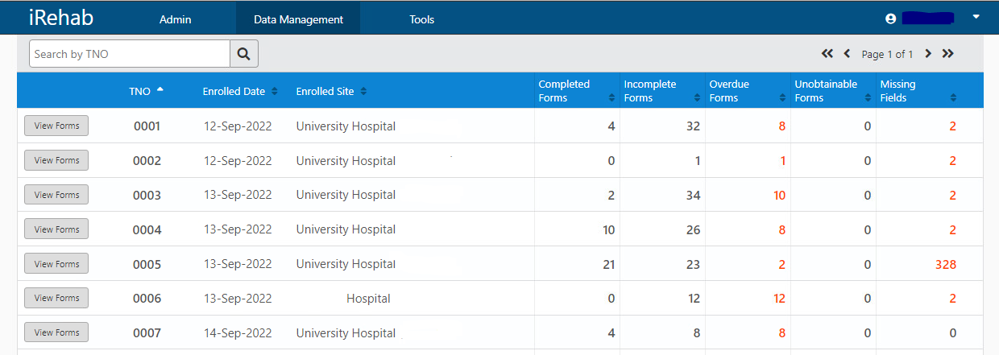 iRehab Admin Data Management Tools
Search by TNO Page 1 of 1
TNO Enrolled Date Enrolled Site Completed Forms Incomplete Forms Overdue Forms Unobtainable Forms Missing Fields
View Forms 0001 12-Sep-2022 University Hospital 4 32 8 0 2
View Forms 0002 12-Sep-2022 University Hospital 0 1 1 0 2
View Forms 0003 13-Sep-2022 University Hospital 2 34 10 0 2
View Forms 0004 13-Sep-2022 University Hospital 10 26 8 0 2
View Forms 0005 13-Sep-2022 University Hospital 21 23 2 0 328
View Forms 0006 13-Sep-2022 Hospital 0 12 12 0 2
View Forms 0007 14-Sep-2022 University Hospital 4 8 8 0 0